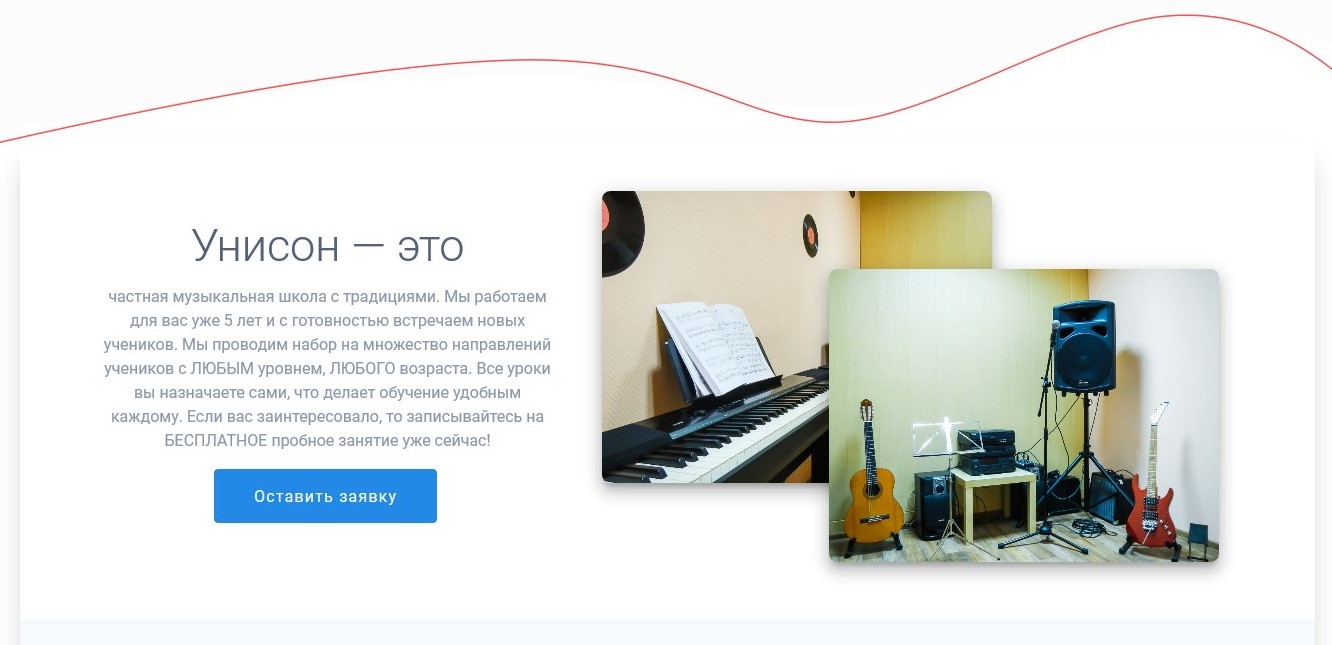 Унисон — это
частная музыкальная школа с традициями. Мы работаем
для вас уже 5 лет и с готовностью встречаем новых
учеников. Мы проводим набор на множество направлений
учеников с ЛЮБЫМ уровнем, ЛЮБОГО возраста. Все уроки
вы назначаете сами, что делает обучение удобным
каждому. Если вас заинтересовало, то записывайтесь на
БЕСПЛАТНОЕ пробное занятие уже сейчас!
Оставить заявку